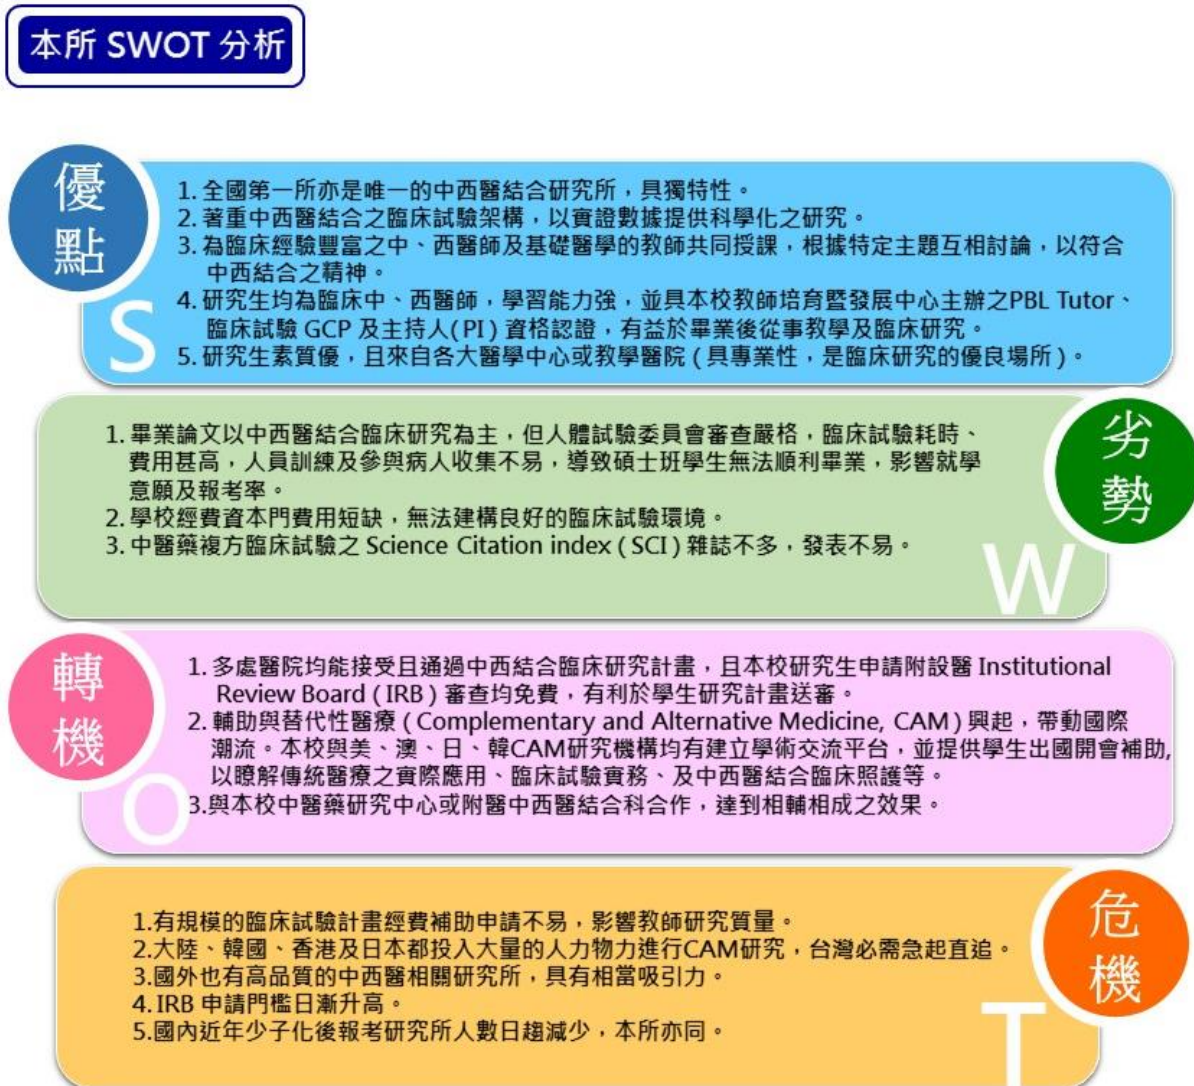 本所 SWOT 分析
優點
S
1. 全國第一所亦是唯一的中西醫結合研究所，具獨特性。
2. 著重中西醫結合之臨床試驗架構，以實證數據提供科學化之研究。
3. 為臨床經驗豐富之中、西醫師及基礎醫學的教師共同授課，根據特定主題互相討論，以符合
中西結合之精神。
4. 研究生均為臨床中、西醫師，學習能力強，並具本校教師培育暨發展中心主辦之PBL Tutor、
臨床試驗 GCP 及主持人(PI) 資格認證，有益於畢業後從事教學及臨床研究。
5. 研究生素質優，且來自各大醫學中心或教學醫院 (具專業性，是臨床研究的優良場所)。
劣勢
W
1. 畢業論文以中西醫結合臨床研究為主，但人體試驗委員會審查嚴格，臨床試驗耗時、
費用甚高，人員訓練及參與病人收集不易，導致碩士班學生無法順利畢業，影響就學
意願及報考率。
2. 學校經費資本門費用短缺，無法建構良好的臨床試驗環境。
3. 中醫藥複方臨床試驗之 Science Citation index (SCI) 雜誌不多，發表不易。
轉機
O
1. 多處醫院均能接受且通過中西結合臨床研究計畫，且本校研究生申請附設醫 Institutional
Review Board (IRB) 審查均免費，有利於學生研究計畫送審。
2. 輔助與替代性醫療 (Complementary and Alternative Medicine, CAM) 興起，帶動國際
潮流。本校與美、澳、日、韓CAM研究機構均有建立學術交流平台，並提供學生出國開會補助,
以瞭解傳統醫療之實際應用、臨床試驗實務、及中西醫結合臨床照護等。
3.與本校中醫藥研究中心或附醫中西醫結合科合作，達到相輔相成之效果。
危機
T
1.有規模的臨床試驗計畫經費補助申請不易，影響教師研究質量。
2.大陸、韓國、香港及日本都投入大量的人力物力進行CAM研究，台灣必需急起直追。
3.國外也有高品質的中西醫相關研究所，具有相當吸引力。
4. IRB 申請門檻日漸升高。
5.國內近年少子化後報考研究所人數日趨減少，本所亦同。